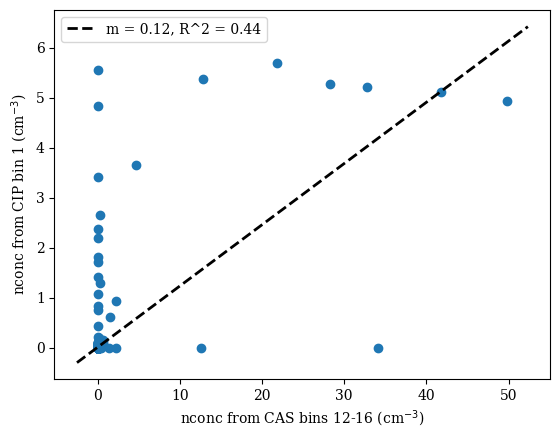 m = 0.12, R^2 = 0.44
6
5
4
3
2
1
0
nconc from CIP bin 1 (cm⁻³)
0 10 20 30 40 50
nconc from CAS bins 12-16 (cm⁻³)